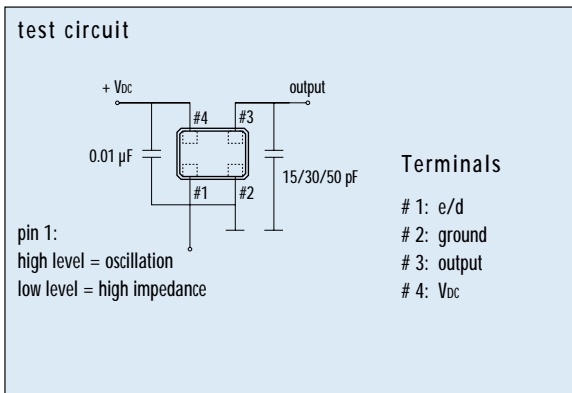 test circuit
+ VDC
output
#4
#3
0.01 µF
15/30/50 pF
#1
#2
pin 1:
high level = oscillation
low level = high impedance
Terminals
# 1: e/d
# 2: ground
# 3: output
# 4: VDC